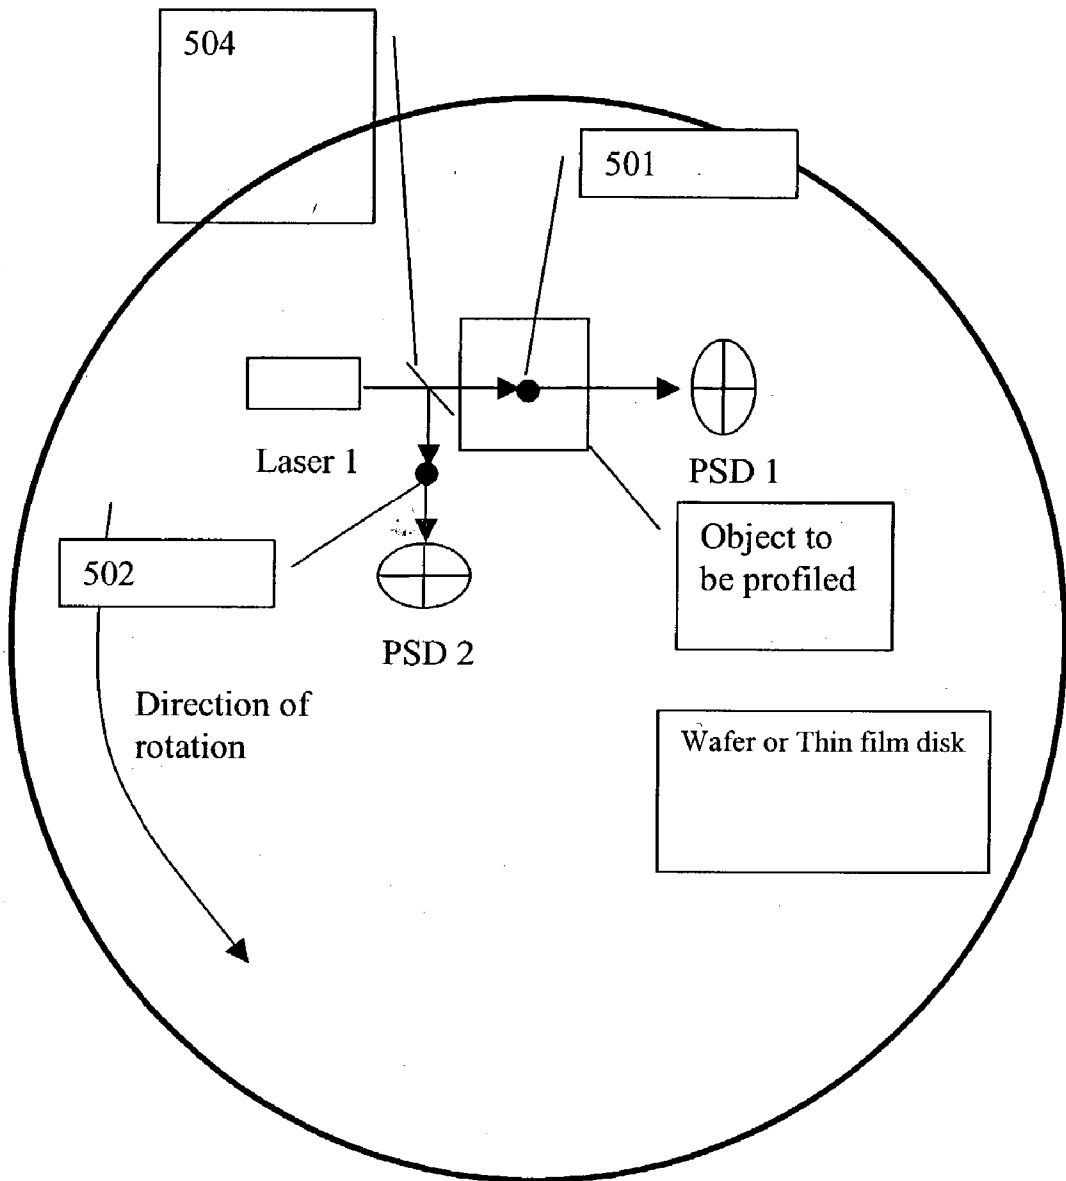 504
501
Laser 1
PSD 1
Object to
be profiled
502
PSD 2
Direction of
rotation
Wafer or Thin film disk